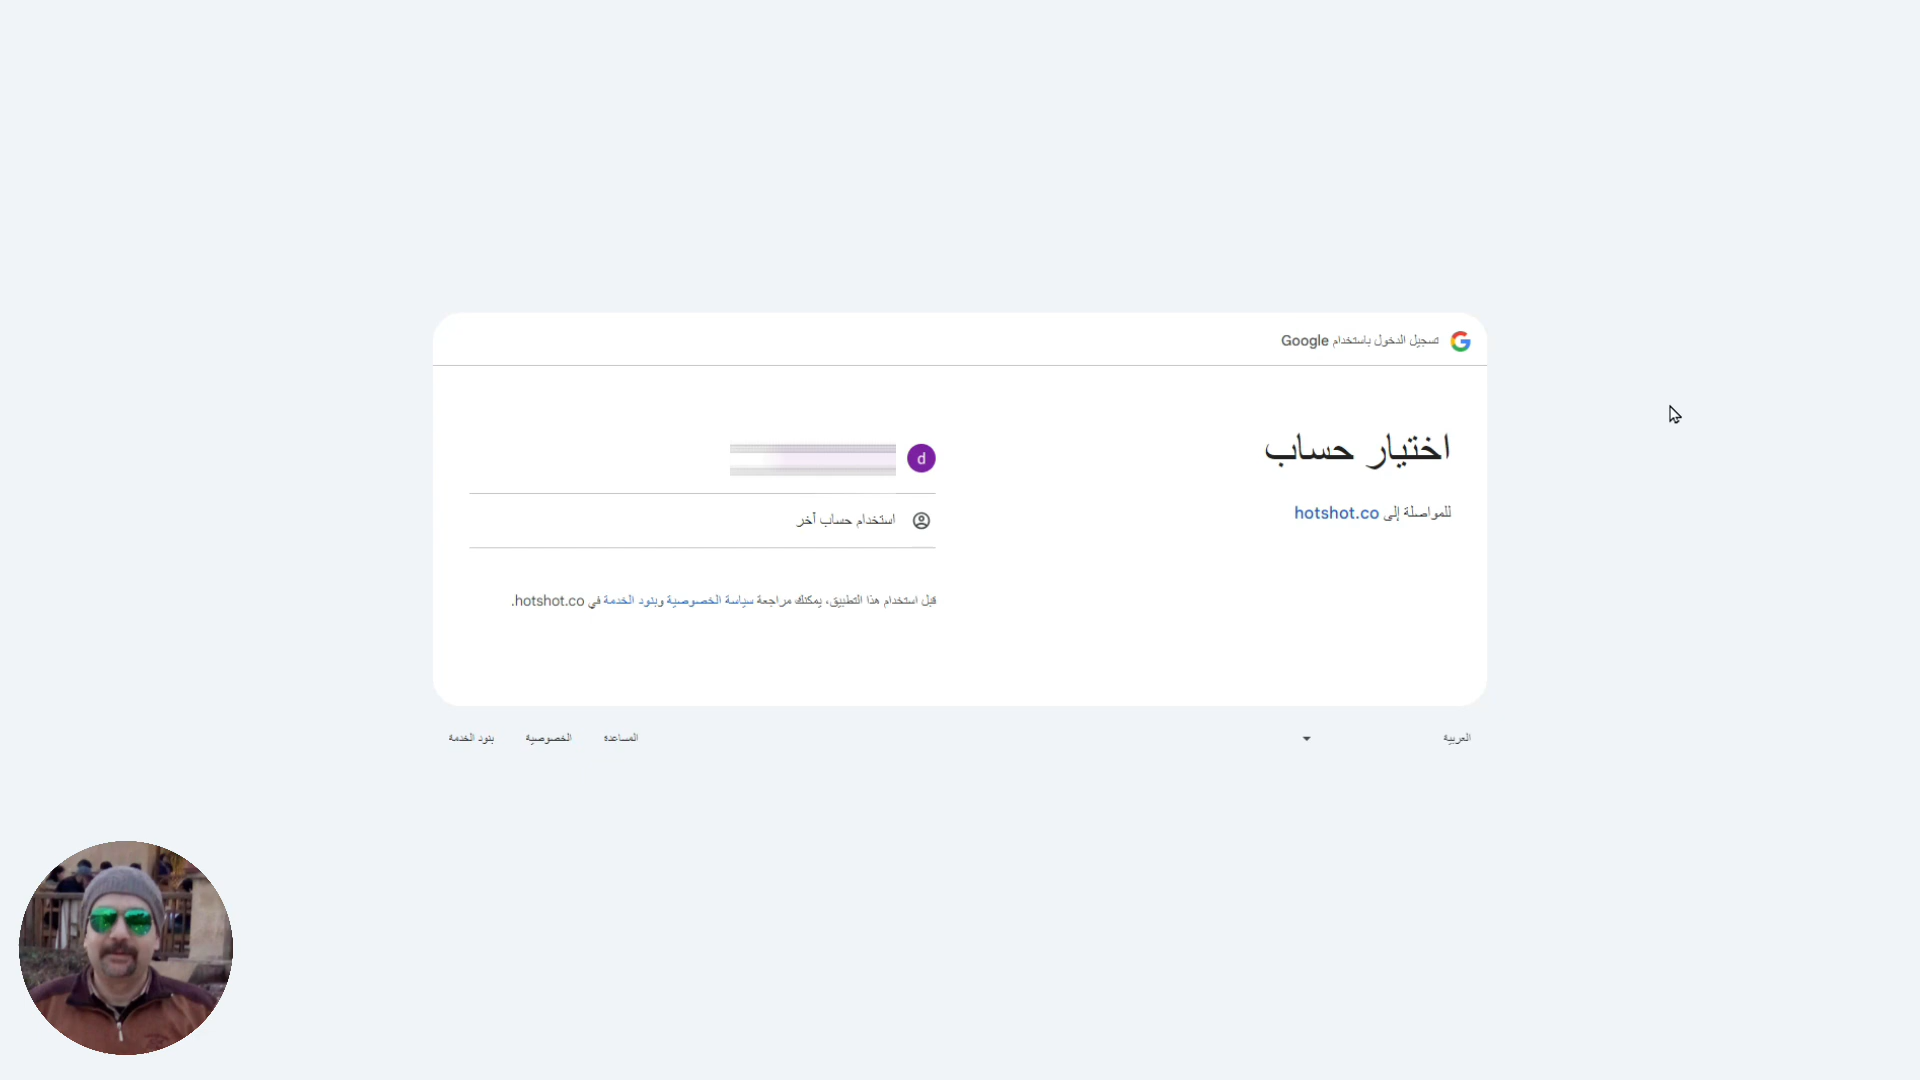 تسجيل الدخول باستخدام Google
اختيار حساب
للمواصلة إلى hotshot.co
d
استخدام حساب آخر
قبل استخدام هذا التطبيق، يمكنك مراجعة سياسة الخصوصية وبنود الخدمة في hotshot.co.
العربية
المساعدة الخصوصية بنود الخدمة